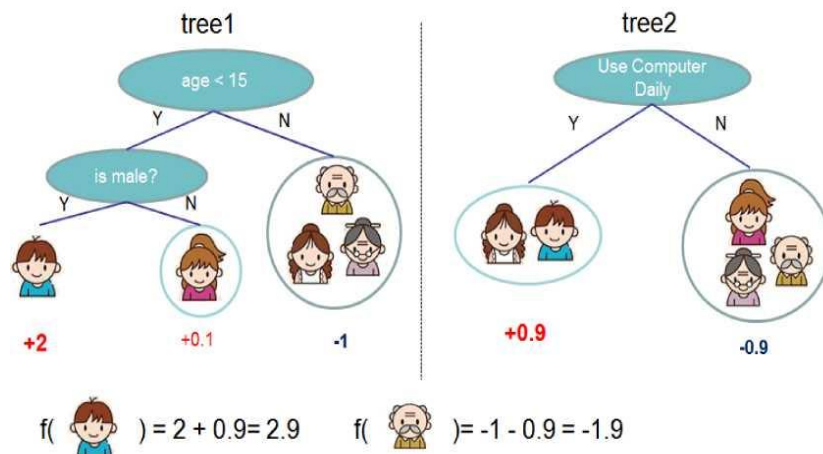 tree1
tree2
age < 15
Use Computer
Daily
Y
N
Y
N
is male?
Y
N
+2
+0.1
-1
+0.9
-0.9
f( ) = 2 + 0.9= 2.9
f( )= -1 - 0.9 = -1.9